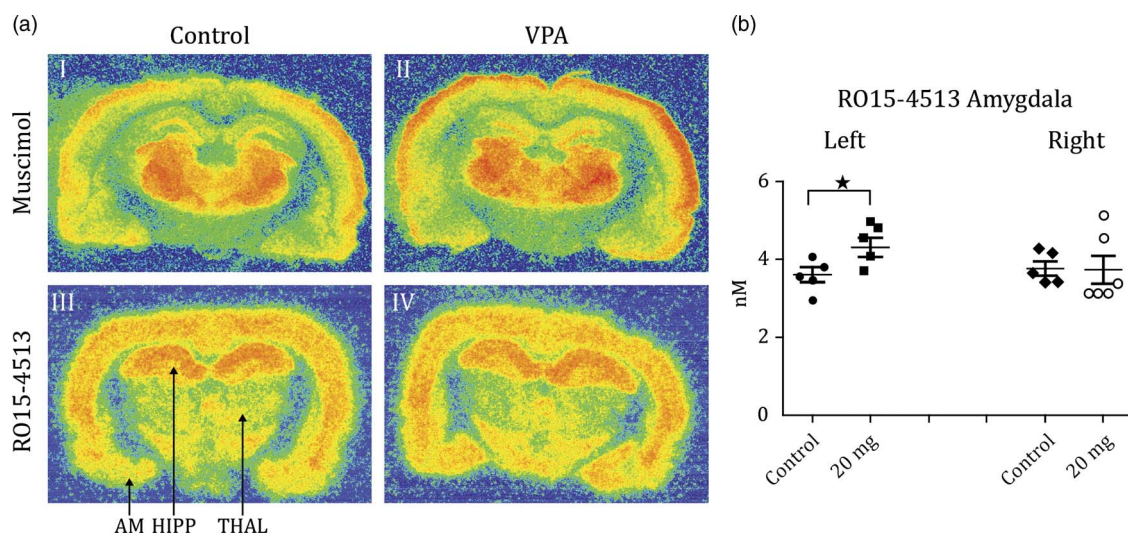 (a)
Control
VPA
Muscimol
I
II
RO15-4513
III
IV
AM HIPP THAL
(b)
RO15-4513 Amygdala
Left
Right
nM
6
4
2
0
Control
20 mg
Control
20 mg